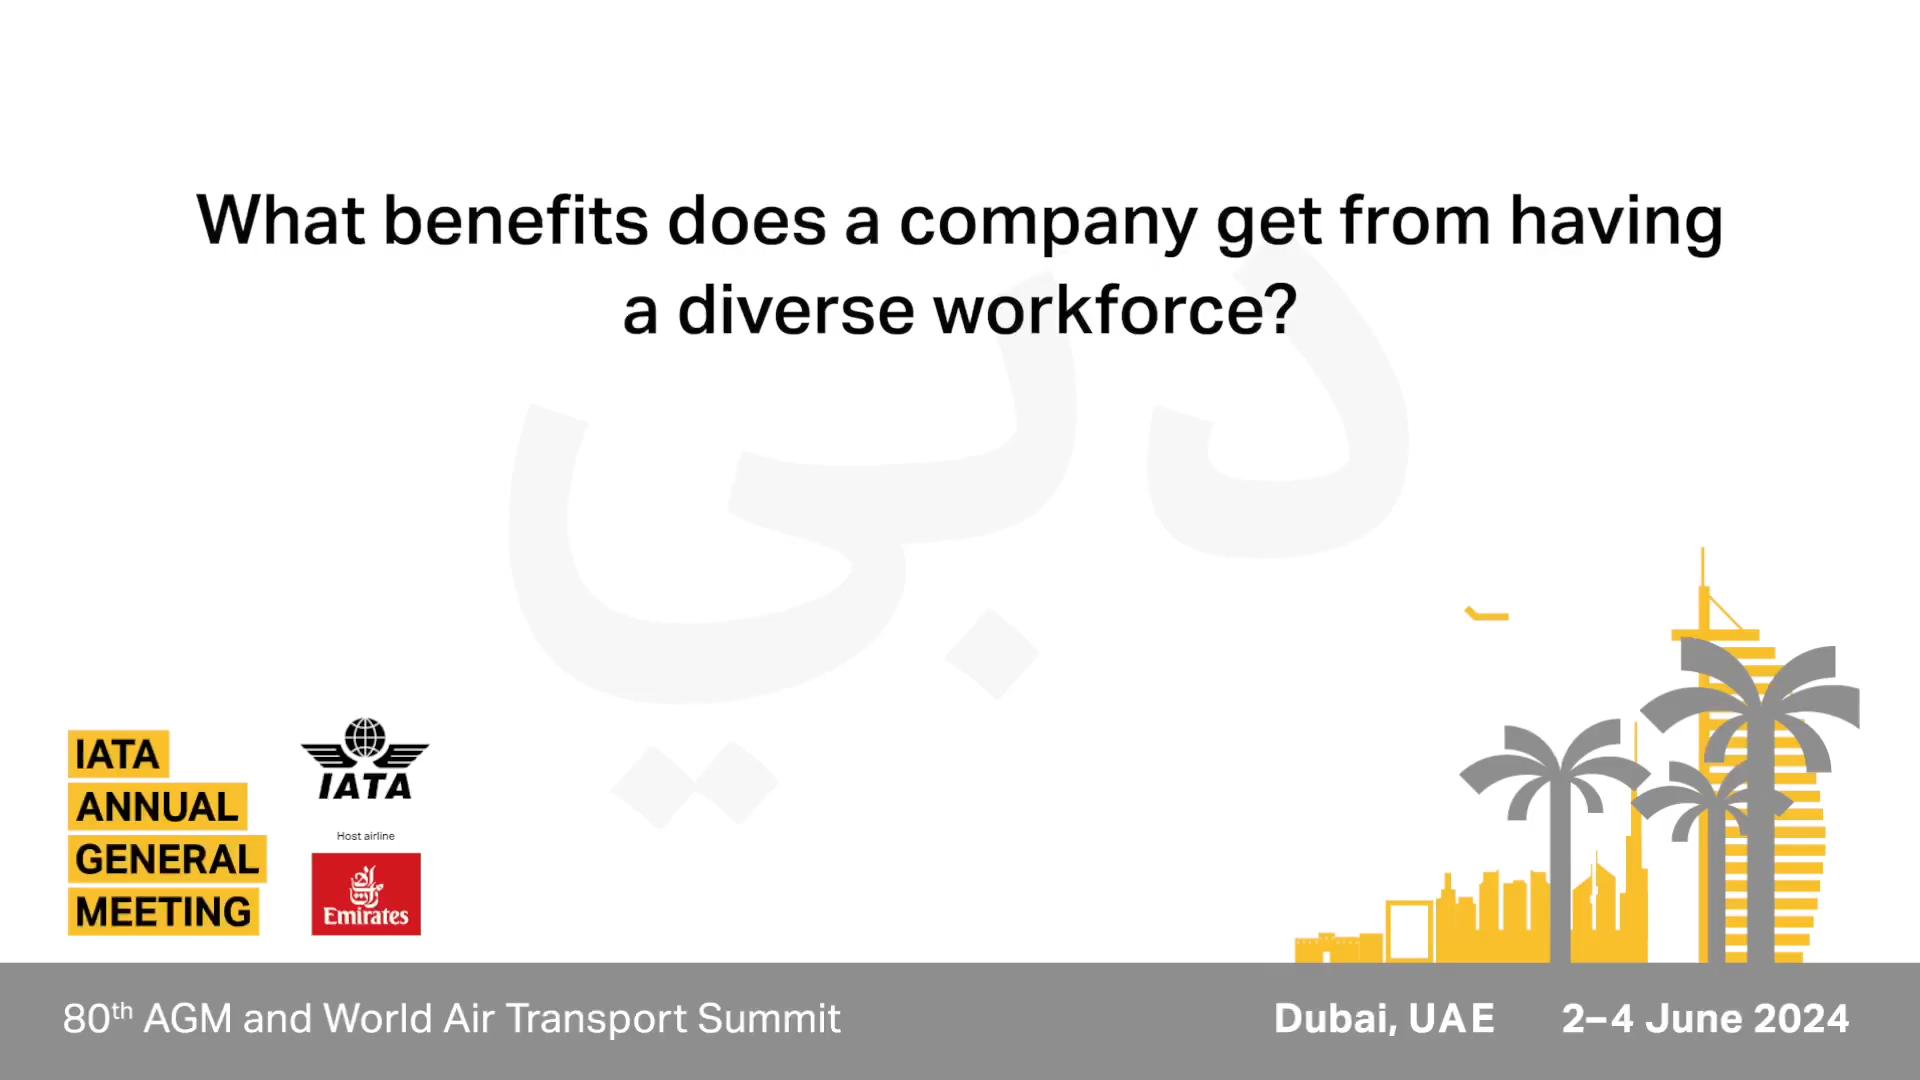 What benefits does a company get from having
a diverse workforce?
دبي
IATA
ANNUAL
GENERAL
MEETING
IATA
Host airline
Emirates
80th AGM and World Air Transport Summit
Dubai, UAE 2–4 June 2024